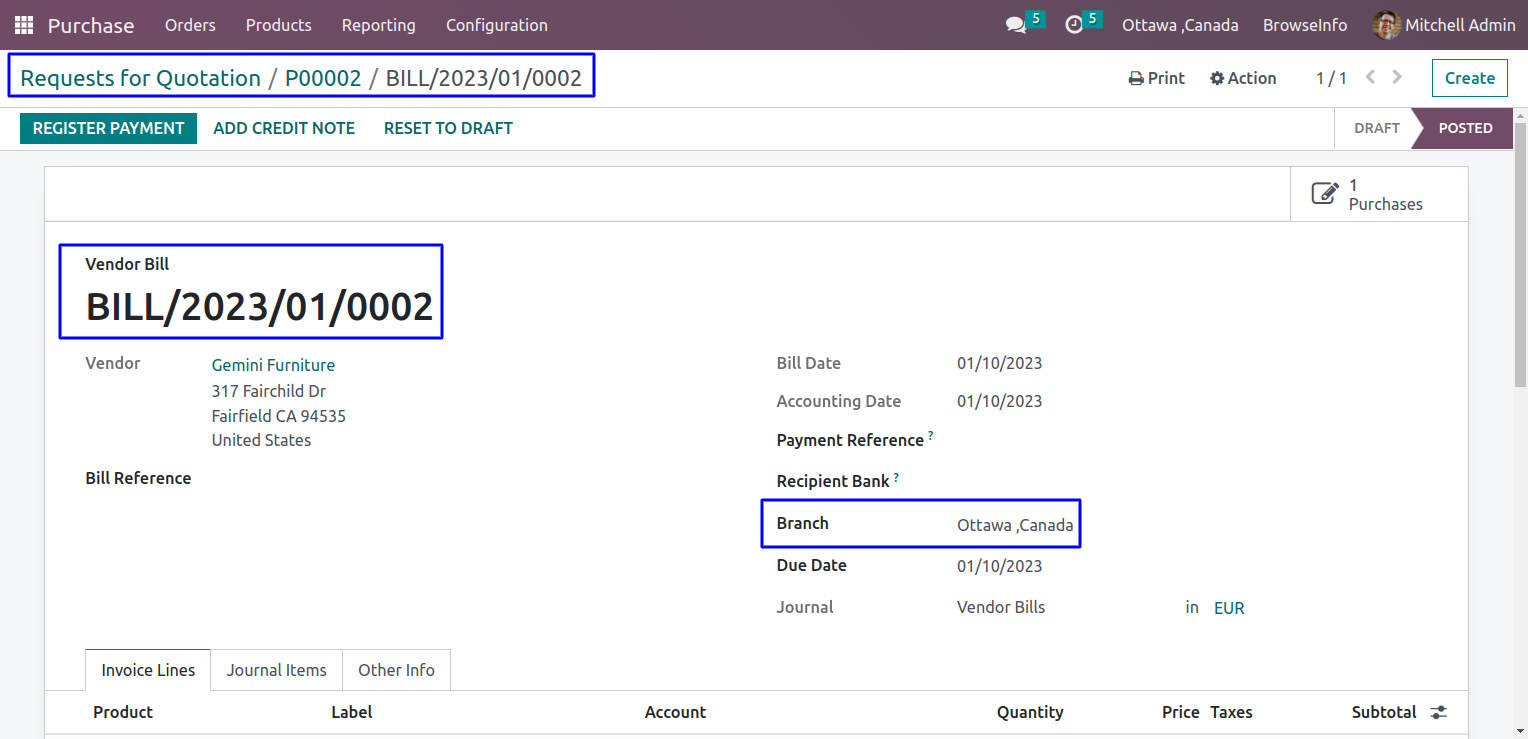 Purchase Orders Products Reporting Configuration 5 5 Ottawa ,Canada BrowseInfo Mitchell Admin
Requests for Quotation / P00002 / BILL/2023/01/0002 Print Action 1 / 1 Create
REGISTER PAYMENT ADD CREDIT NOTE RESET TO DRAFT DRAFT POSTED
1
Purchases
Vendor Bill
BILL/2023/01/0002
Vendor Gemini Furniture
317 Fairchild Dr
Fairfield CA 94535
United States
Bill Reference
Bill Date 01/10/2023
Accounting Date 01/10/2023
Payment Reference ?
Recipient Bank ?
Branch Ottawa ,Canada
Due Date 01/10/2023
Journal Vendor Bills in EUR
Invoice Lines Journal Items Other Info
Product Label Account Quantity Price Taxes Subtotal